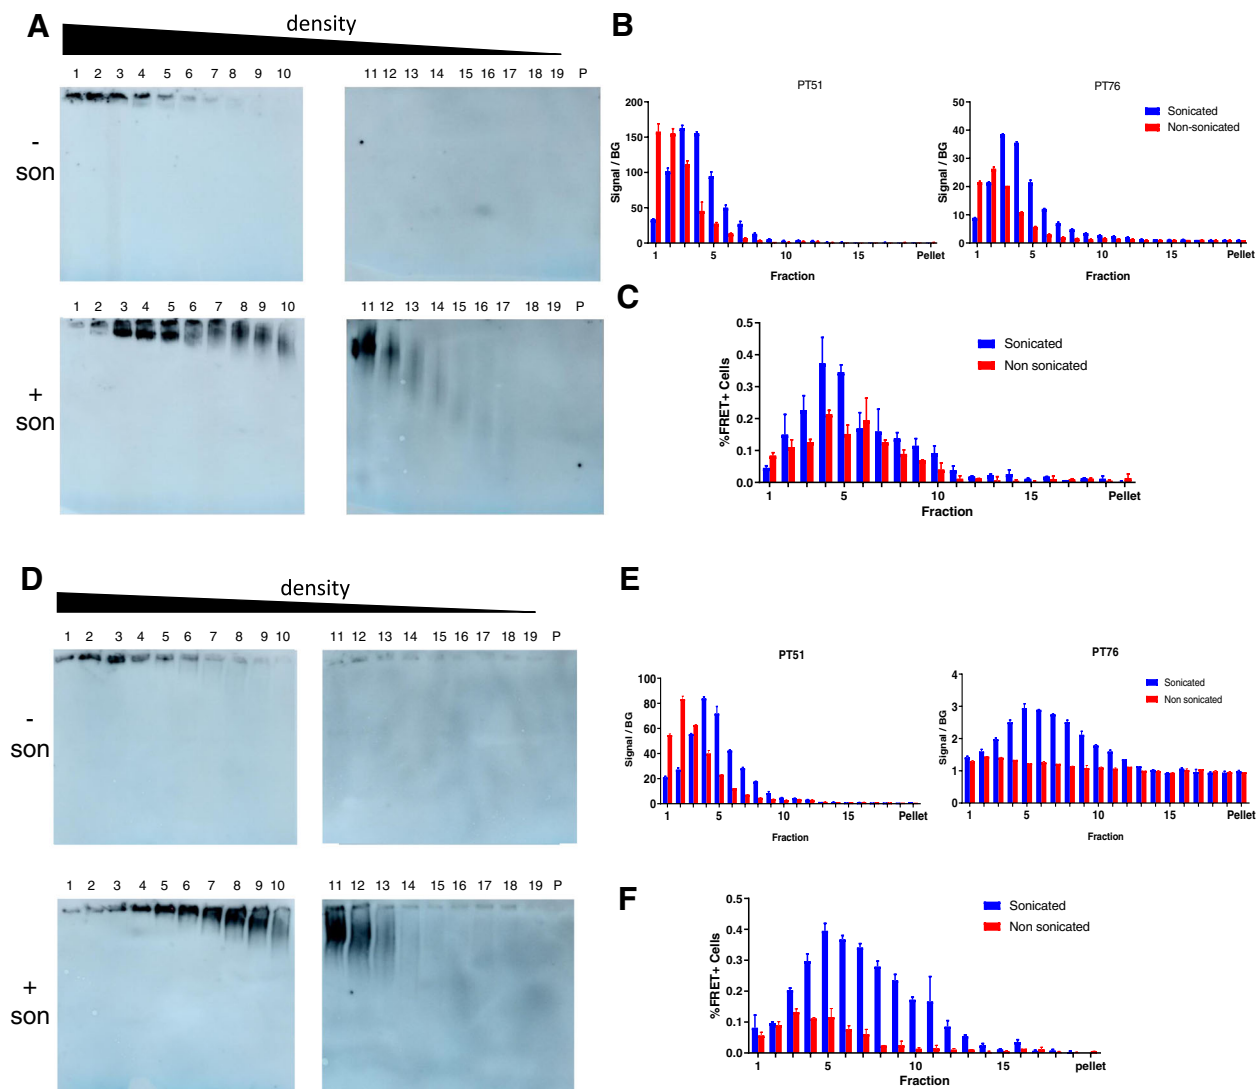 A
density
1 2 3 4 5 6 7 8 9 10
11 12 13 14 15 16 17 18 19 P
-
son
1 2 3 4 5 6 7 8 9 10
11 12 13 14 15 16 17 18 19 P
+
son
B
PT51
200
150
100
50
0
Signal / BG
1 5 10 15 Pellet
Fraction
PT76
50
40
30
20
10
0
Signal / BG
1 5 10 15 Pellet
Fraction
Sonicated
Non-sonicated
C
0.5
0.4
0.3
0.2
0.1
0.0
%FRET+ Cells
1 5 10 15 Pellet
Fraction
Sonicated
Non sonicated
D
density
1 2 3 4 5 6 7 8 9 10
11 12 13 14 15 16 17 18 19 P
-
son
1 2 3 4 5 6 7 8 9 10
11 12 13 14 15 16 17 18 19 P
+
son
E
PT51
100
80
60
40
20
0
Signal / BG
1 5 10 15 Pellet
Fraction
PT76
4
3
2
1
0
Signal / BG
1 5 10 15 Pellet
Fraction
Sonicated
Non sonicated
F
0.5
0.4
0.3
0.2
0.1
0.0
%FRET+ Cells
1 5 10 15 pellet
Fraction
Sonicated
Non sonicated